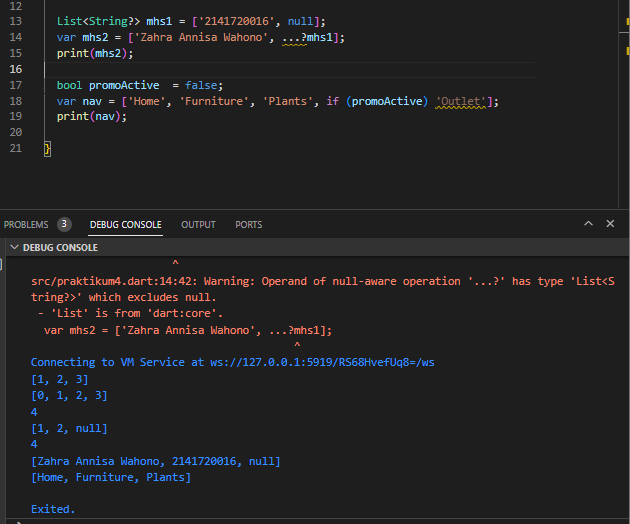 12
13 List<String?> mhs1 = ['2141720016', null];
14 var mhs2 = ['Zahra Annisa Wahono', ...?mhs1];
15 print(mhs2);
16
17 bool promoActive  = false;
18 var nav = ['Home', 'Furniture', 'Plants', if (promoActive) 'Outlet'];
19 print(nav);
20
21 }
PROBLEMS 3 DEBUG CONSOLE OUTPUT PORTS
DEBUG CONSOLE
^
src/praktikum4.dart:14:42: Warning: Operand of null-aware operation '...?' has type 'List<S
tring?>' which excludes null.
- 'List' is from 'dart:core'.
var mhs2 = ['Zahra Annisa Wahono', ...?mhs1];
^
Connecting to VM Service at ws://127.0.0.1:5919/RS68HvefUq8=/ws
[1, 2, 3]
[0, 1, 2, 3]
4
[1, 2, null]
4
[Zahra Annisa Wahono, 2141720016, null]
[Home, Furniture, Plants]
Exited.